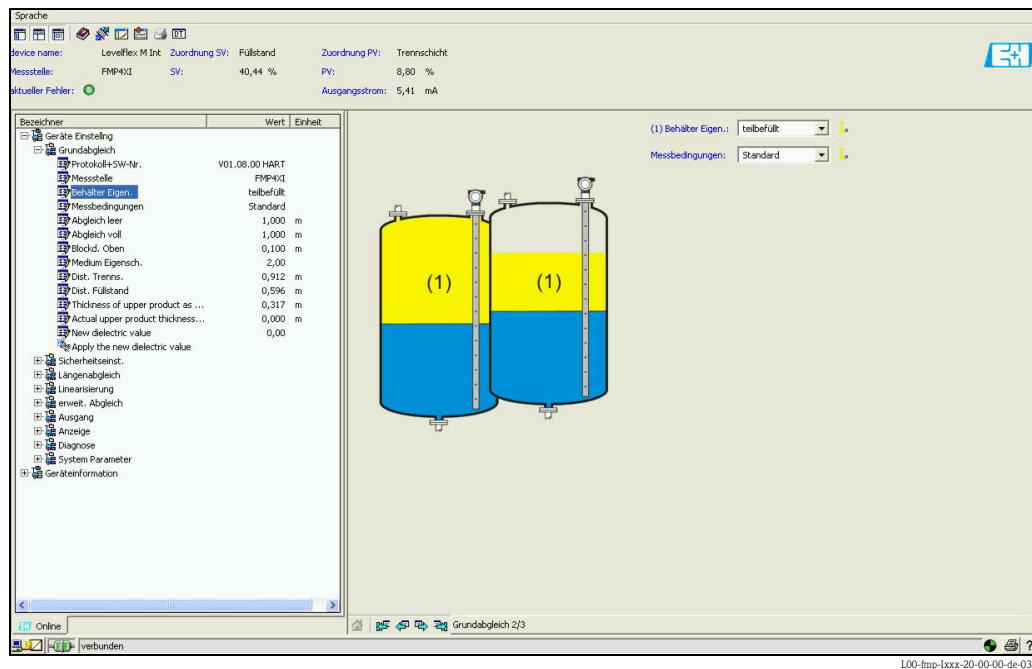 Sprache
DT
device name: Levelflex M Int Zuordnung SV: Füllstand Zuordnung PV: Trennschicht
Messstelle: FMP4XI SV: 40,44 % PV: 8,80 %
aktueller Fehler: Ausgangsstrom: 5,41 mA
E+H
Bezeichner Wert Einheit
Geräte Einstellng
Grundabgleich
Protokoll+SW-Nr. V01.08.00 HART
Messstelle FMP4XI
Behälter Eigen. teilbefüllt
Messbedingungen Standard
Abgleich leer 1,000 m
Abgleich voll 1,000 m
Blockd. Oben 0,100 m
Medium Eigensch. 2,00
Dist. Trenns. 0,912 m
Dist. Füllstand 0,596 m
Thickness of upper product as ... 0,317 m
Actual upper product thickness... 0,000 m
New dielectric value 0,00
Apply the new dielectric value
Sicherheitseinst.
Längenabgleich
Linearisierung
erweit. Abgleich
Ausgang
Anzeige
Diagnose
System Parameter
Geräteinformation
(1) Behälter Eigen.: teilbefüllt
Messbedingungen: Standard
(1) (1)
Online
Grundabgleich 2/3
verbunden
?
L00-fmp-Ixxx-20-00-00-de-03